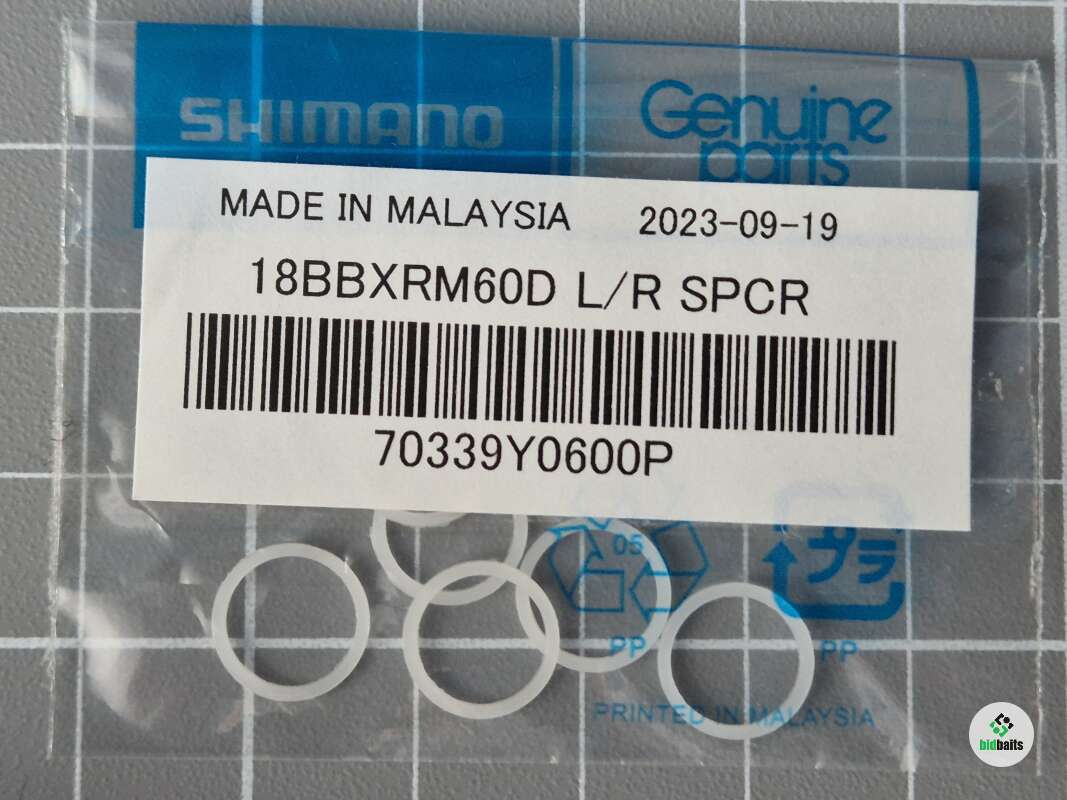 SHIMANO
Genuine
parts
MADE IN MALAYSIA 2023-09-19
18BBXRM60D L/R SPCR
70339Y0600P
05
プラ
PP
PP
PRINTED IN MALAYSIA
bidbaits